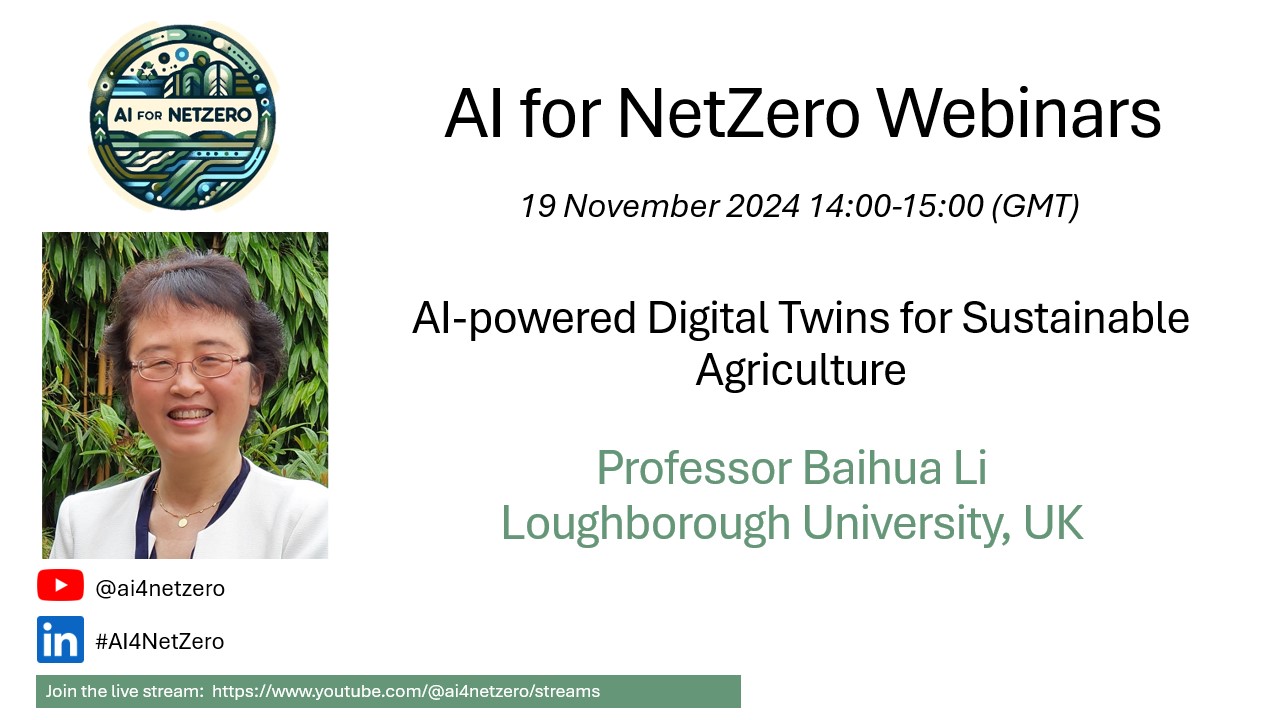 AI FOR NETZERO
AI for NetZero Webinars
19 November 2024 14:00-15:00 (GMT)
AI-powered Digital Twins for Sustainable
Agriculture
Professor Baihua Li
Loughborough University, UK
@ai4netzero
in
#AI4NetZero
Join the live stream: https://www.youtube.com/@ai4netzero/streams